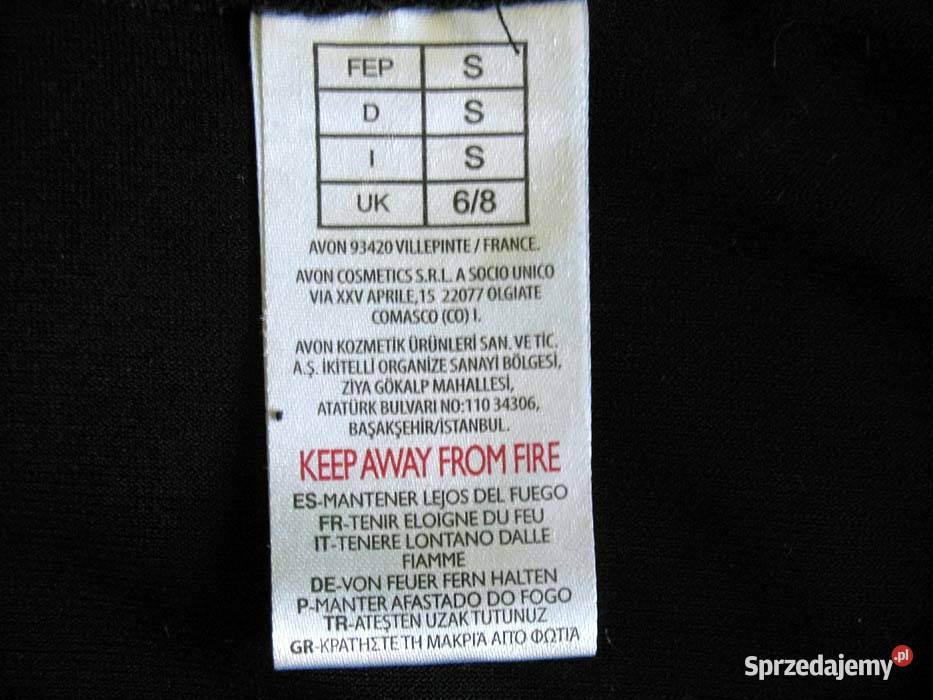 FEP S
D S
I S
UK 6/8
AVON 93420 VILLEPINTE / FRANCE.
AVON COSMETICS S.R.L. A SOCIO UNICO
VIA XXV APRILE,15 22077 OLGIATE
COMASCO (CO) I.
AVON KOZMETİK ÜRÜNLERİ SAN. VE TİC.
A.Ş. İKİTELLİ ORGANİZE SANAYİ BÖLGESİ,
ZİYA GÖKALP MAHALLESİ,
ATATÜRK BULVARI NO:110 34306,
BAŞAKŞEHİR/İSTANBUL.
KEEP AWAY FROM FIRE
ES-MANTENER LEJOS DEL FUEGO
FR-TENIR ELOIGNE DU FEU
IT-TENERE LONTANO DALLE
FIAMME
DE-VON FEUER FERN HALTEN
P-MANTER AFASTADO DO FOGO
TR-ATEŞTEN UZAK TUTUNUZ
GR-ΚΡΑΤΗΣΤΕ ΤΗ ΜΑΚΡΙΆ ΑΠΌ ΦΩΤΙΑ
Sprzedajemy.pl